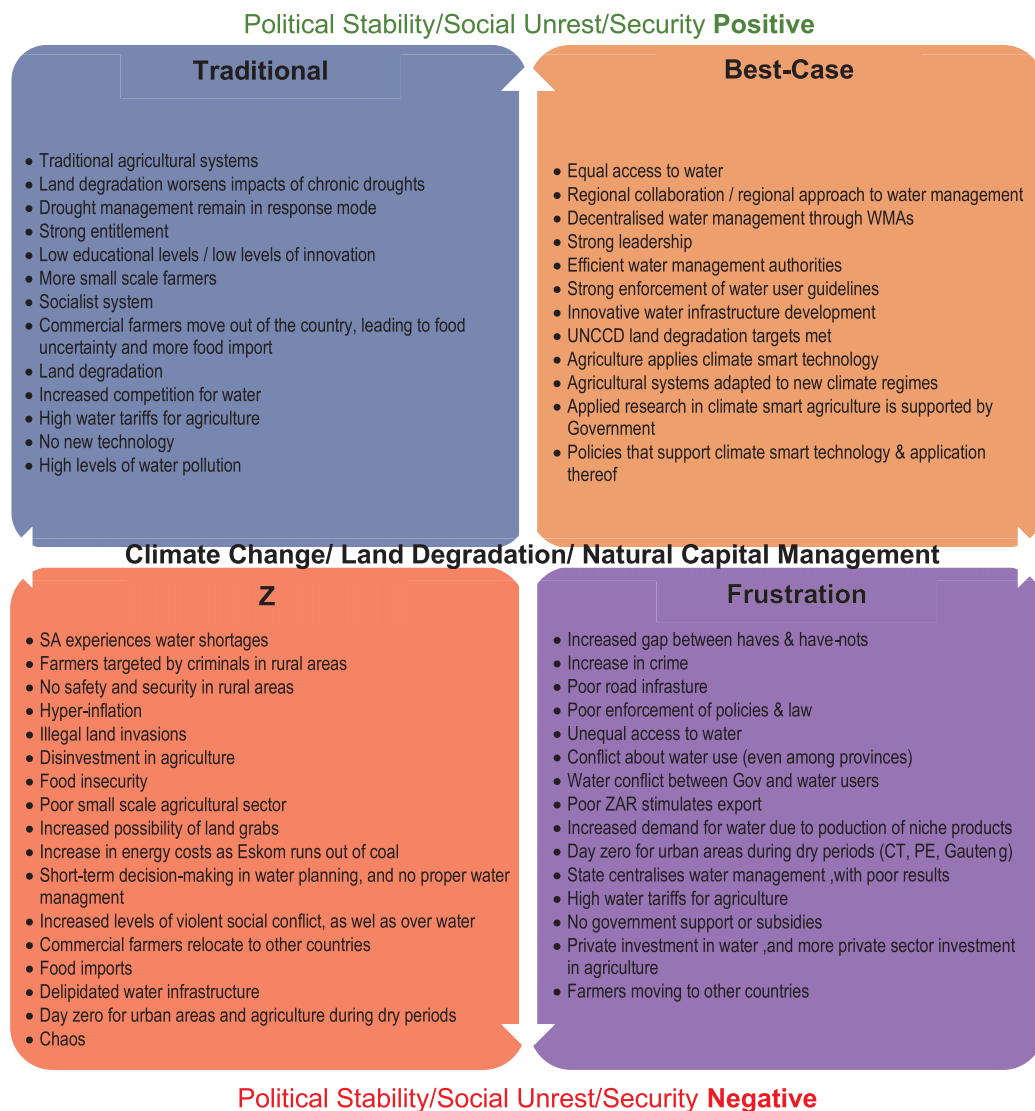 Political Stability/Social Unrest/Security Positive
Traditional
● Traditional agricultural systems
● Land degradation worsens impacts of chronic droughts
● Drought management remain in response mode
● Strong entitlement
● Low educational levels / low levels of innovation
● More small scale farmers
● Socialist system
● Commercial farmers move out of the country, leading to food
uncertainty and more food import
● Land degradation
● Increased competition for water
● High water tariffs for agriculture
● No new technology
● High levels of water pollution
Best-Case
● Equal access to water
● Regional collaboration / regional approach to water management
● Decentralised water management through WMAs
● Strong leadership
● Efficient water management authorities
● Strong enforcement of water user guidelines
● Innovative water infrastructure development
● UNCCD land degradation targets met
● Agriculture applies climate smart technology
● Agricultural systems adapted to new climate regimes
● Applied research in climate smart agriculture is supported by
Government
● Policies that support climate smart technology & application
thereof
Climate Change/ Land Degradation/ Natural Capital Management
Z
● SA experiences water shortages
● Farmers targeted by criminals in rural areas
● No safety and security in rural areas
● Hyper-inflation
● Illegal land invasions
● Disinvestment in agriculture
● Food insecurity
● Poor small scale agricultural sector
● Increased possibility of land grabs
● Increase in energy costs as Eskom runs out of coal
● Short-term decision-making in water planning, and no proper water
managment
● Increased levels of violent social conflict, as wel as over water
● Commercial farmers relocate to other countries
● Food imports
● Delipidated water infrastructure
● Day zero for urban areas and agriculture during dry periods
● Chaos
Frustration
● Increased gap between haves & have-nots
● Increase in crime
● Poor road infrasture
● Poor enforcement of policies & law
● Unequal access to water
● Conflict about water use (even among provinces)
● Water conflict between Gov and water users
● Poor ZAR stimulates export
● Increased demand for water due to poduction of niche products
● Day zero for urban areas during dry periods (CT, PE, Gauteng)
● State centralises water management ,with poor results
● High water tariffs for agriculture
● No government support or subsidies
● Private investment in water ,and more private sector investment
in agriculture
● Farmers moving to other countries
Political Stability/Social Unrest/Security Negative